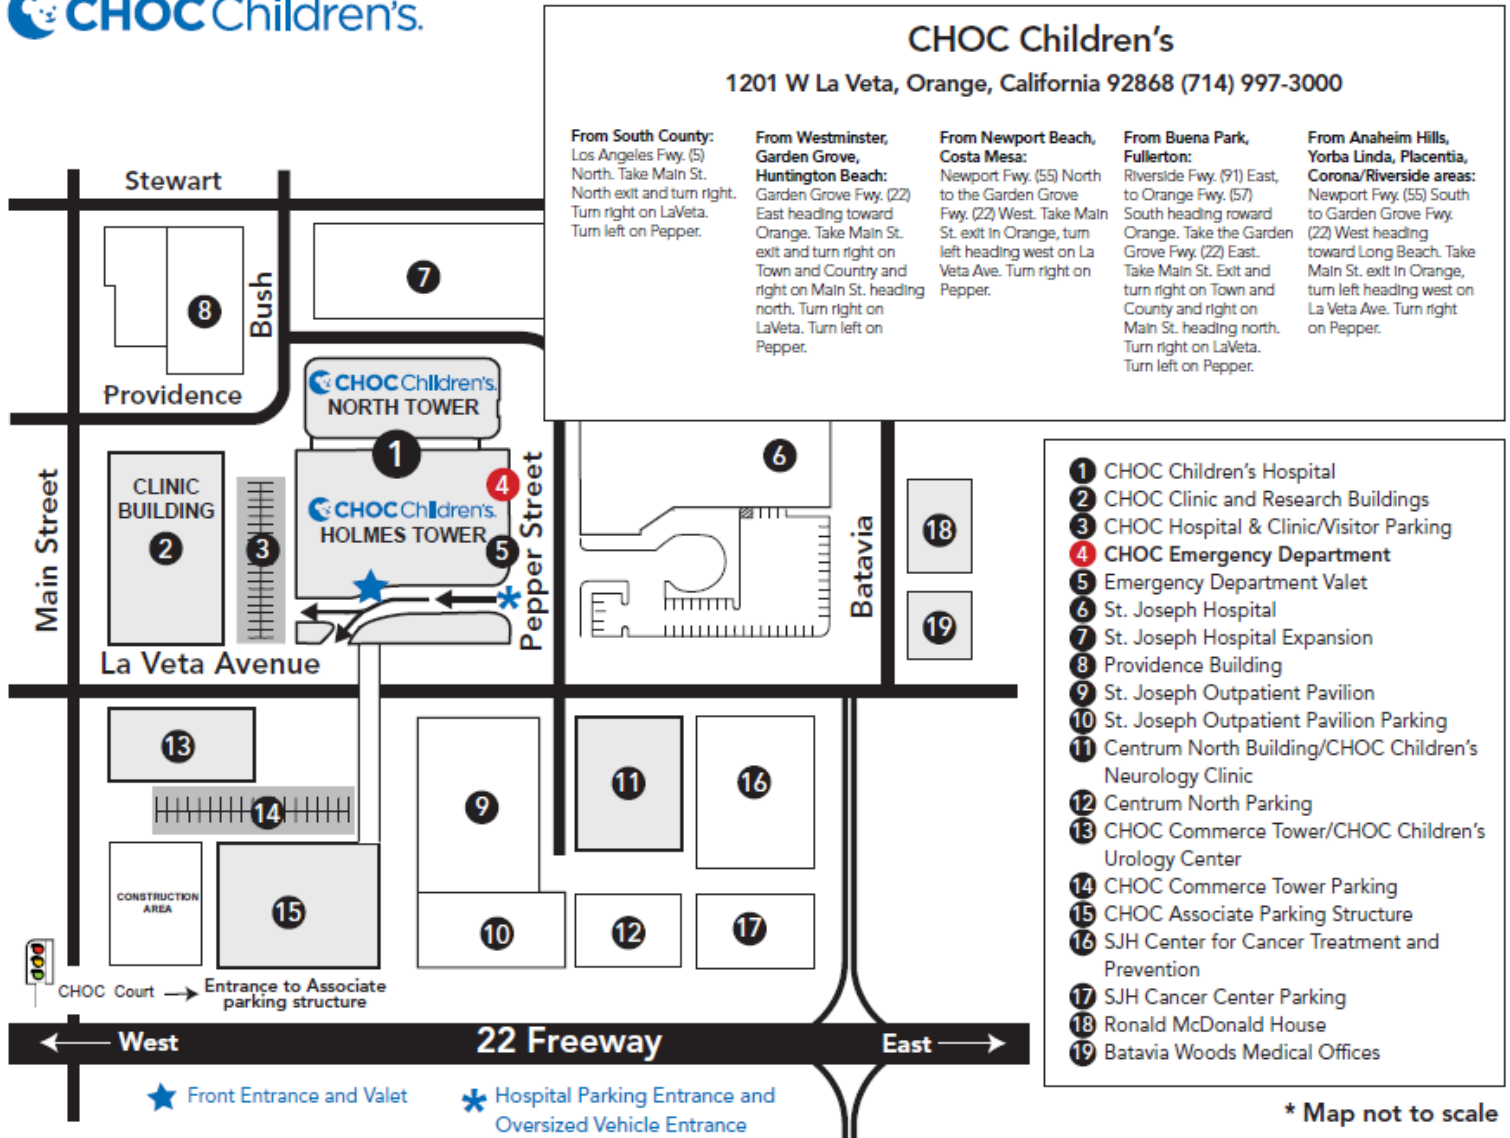 CHOC Children's.
CHOC Children's
1201 W La Veta, Orange, California 92868 (714) 997-3000
From South County:
Los Angeles Fwy. (5)
North. Take Main St.
North exit and turn right.
Turn right on LaVeta.
Turn left on Pepper.
From Westminster,
Garden Grove,
Huntington Beach:
Garden Grove Fwy. (22)
East heading toward
Orange. Take Main St.
exit and turn right on
Town and Country and
right on Main St. heading
north. Turn right on
LaVeta. Turn left on
Pepper.
From Newport Beach,
Costa Mesa:
Newport Fwy. (55) North
to the Garden Grove
Fwy. (22) West. Take Main
St. exit in Orange, turn
left heading west on La
Veta Ave. Turn right on
Pepper.
From Buena Park,
Fullerton:
Riverside Fwy. (91) East,
to Orange Fwy. (57)
South heading roward
Orange. Take the Garden
Grove Fwy. (22) East.
Take Main St. Exit and
turn right on Town and
County and right on
Main St. heading north.
Turn right on LaVeta.
Turn left on Pepper.
From Anaheim Hills,
Yorba Linda, Placentia,
Corona/Riverside areas:
Newport Fwy. (55) South
to Garden Grove Fwy.
(22) West heading
toward Long Beach. Take
Main St. exit in Orange,
turn left heading west on
La Veta Ave. Turn right
on Pepper.
Stewart
Bush
7
8
Providence
CHOC Children's.
NORTH TOWER
1
Main Street
CLINIC
BUILDING
2
3
CHOC Children's.
HOLMES TOWER
4
5
Pepper Street
6
Batavia
18
19
La Veta Avenue
13
14
9
11
16
CONSTRUCTION
AREA
15
10
12
17
CHOC Court
Entrance to Associate
parking structure
West
22 Freeway
East
Front Entrance and Valet
* Hospital Parking Entrance and
Oversized Vehicle Entrance
1 CHOC Children's Hospital
2 CHOC Clinic and Research Buildings
3 CHOC Hospital & Clinic/Visitor Parking
4 CHOC Emergency Department
5 Emergency Department Valet
6 St. Joseph Hospital
7 St. Joseph Hospital Expansion
8 Providence Building
9 St. Joseph Outpatient Pavilion
10 St. Joseph Outpatient Pavilion Parking
11 Centrum North Building/CHOC Children's
Neurology Clinic
12 Centrum North Parking
13 CHOC Commerce Tower/CHOC Children's
Urology Center
14 CHOC Commerce Tower Parking
15 CHOC Associate Parking Structure
16 SJH Center for Cancer Treatment and
Prevention
17 SJH Cancer Center Parking
18 Ronald McDonald House
19 Batavia Woods Medical Offices
* Map not to scale